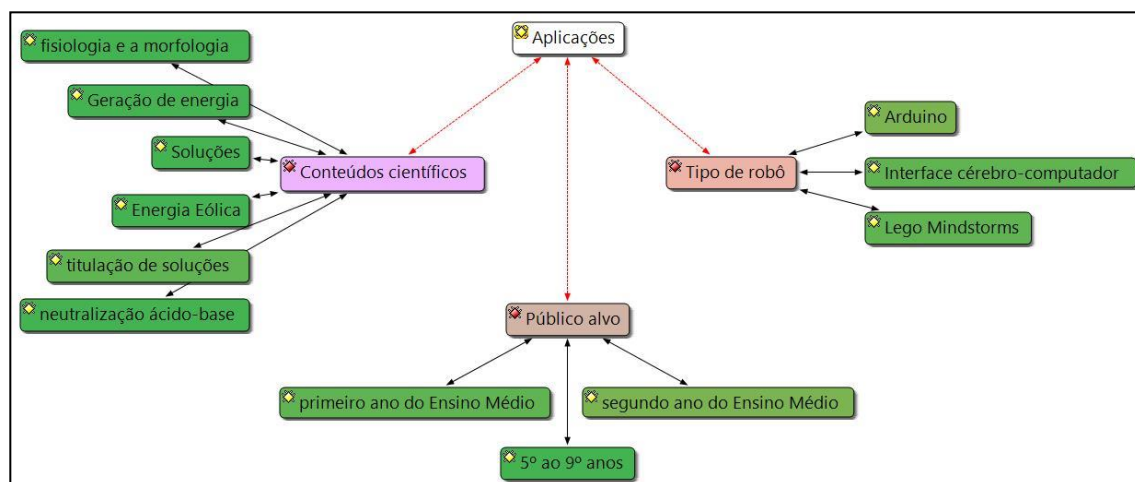 Aplicações
fisiologia e a morfologia
Geração de energia
Soluções
Conteúdos científicos
Energia Eólica
titulação de soluções
neutralização ácido-base
Tipo de robô
Arduino
Interface cérebro-computador
Lego Mindstorms
Público alvo
primeiro ano do Ensino Médio
segundo ano do Ensino Médio
5º ao 9º anos